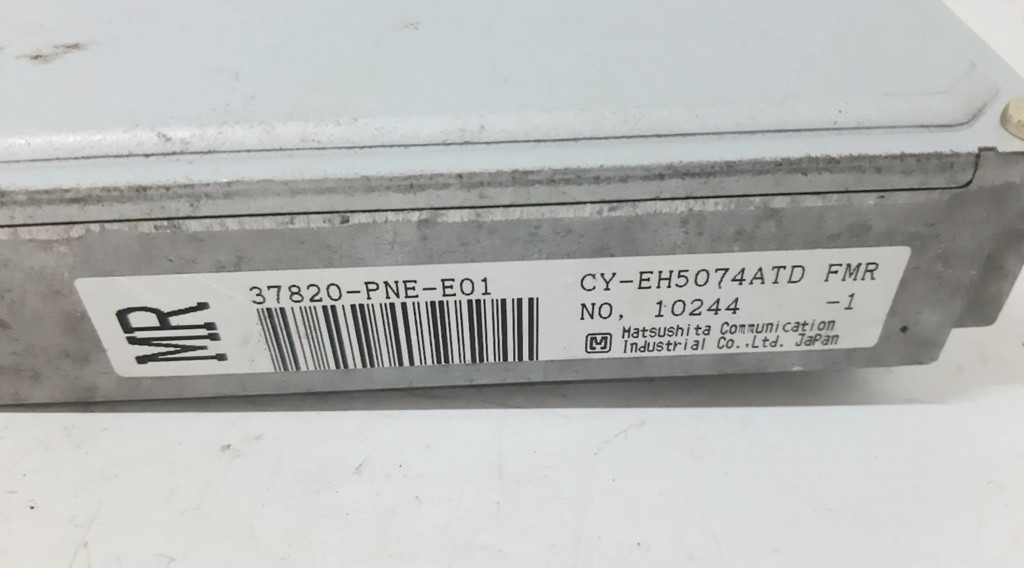 MR
37820-PNE-E01
CY-EH5074ATD FMR
NO, 10244 -1
M Matsushita Communication
Industrial Co.,Ltd. JaPan